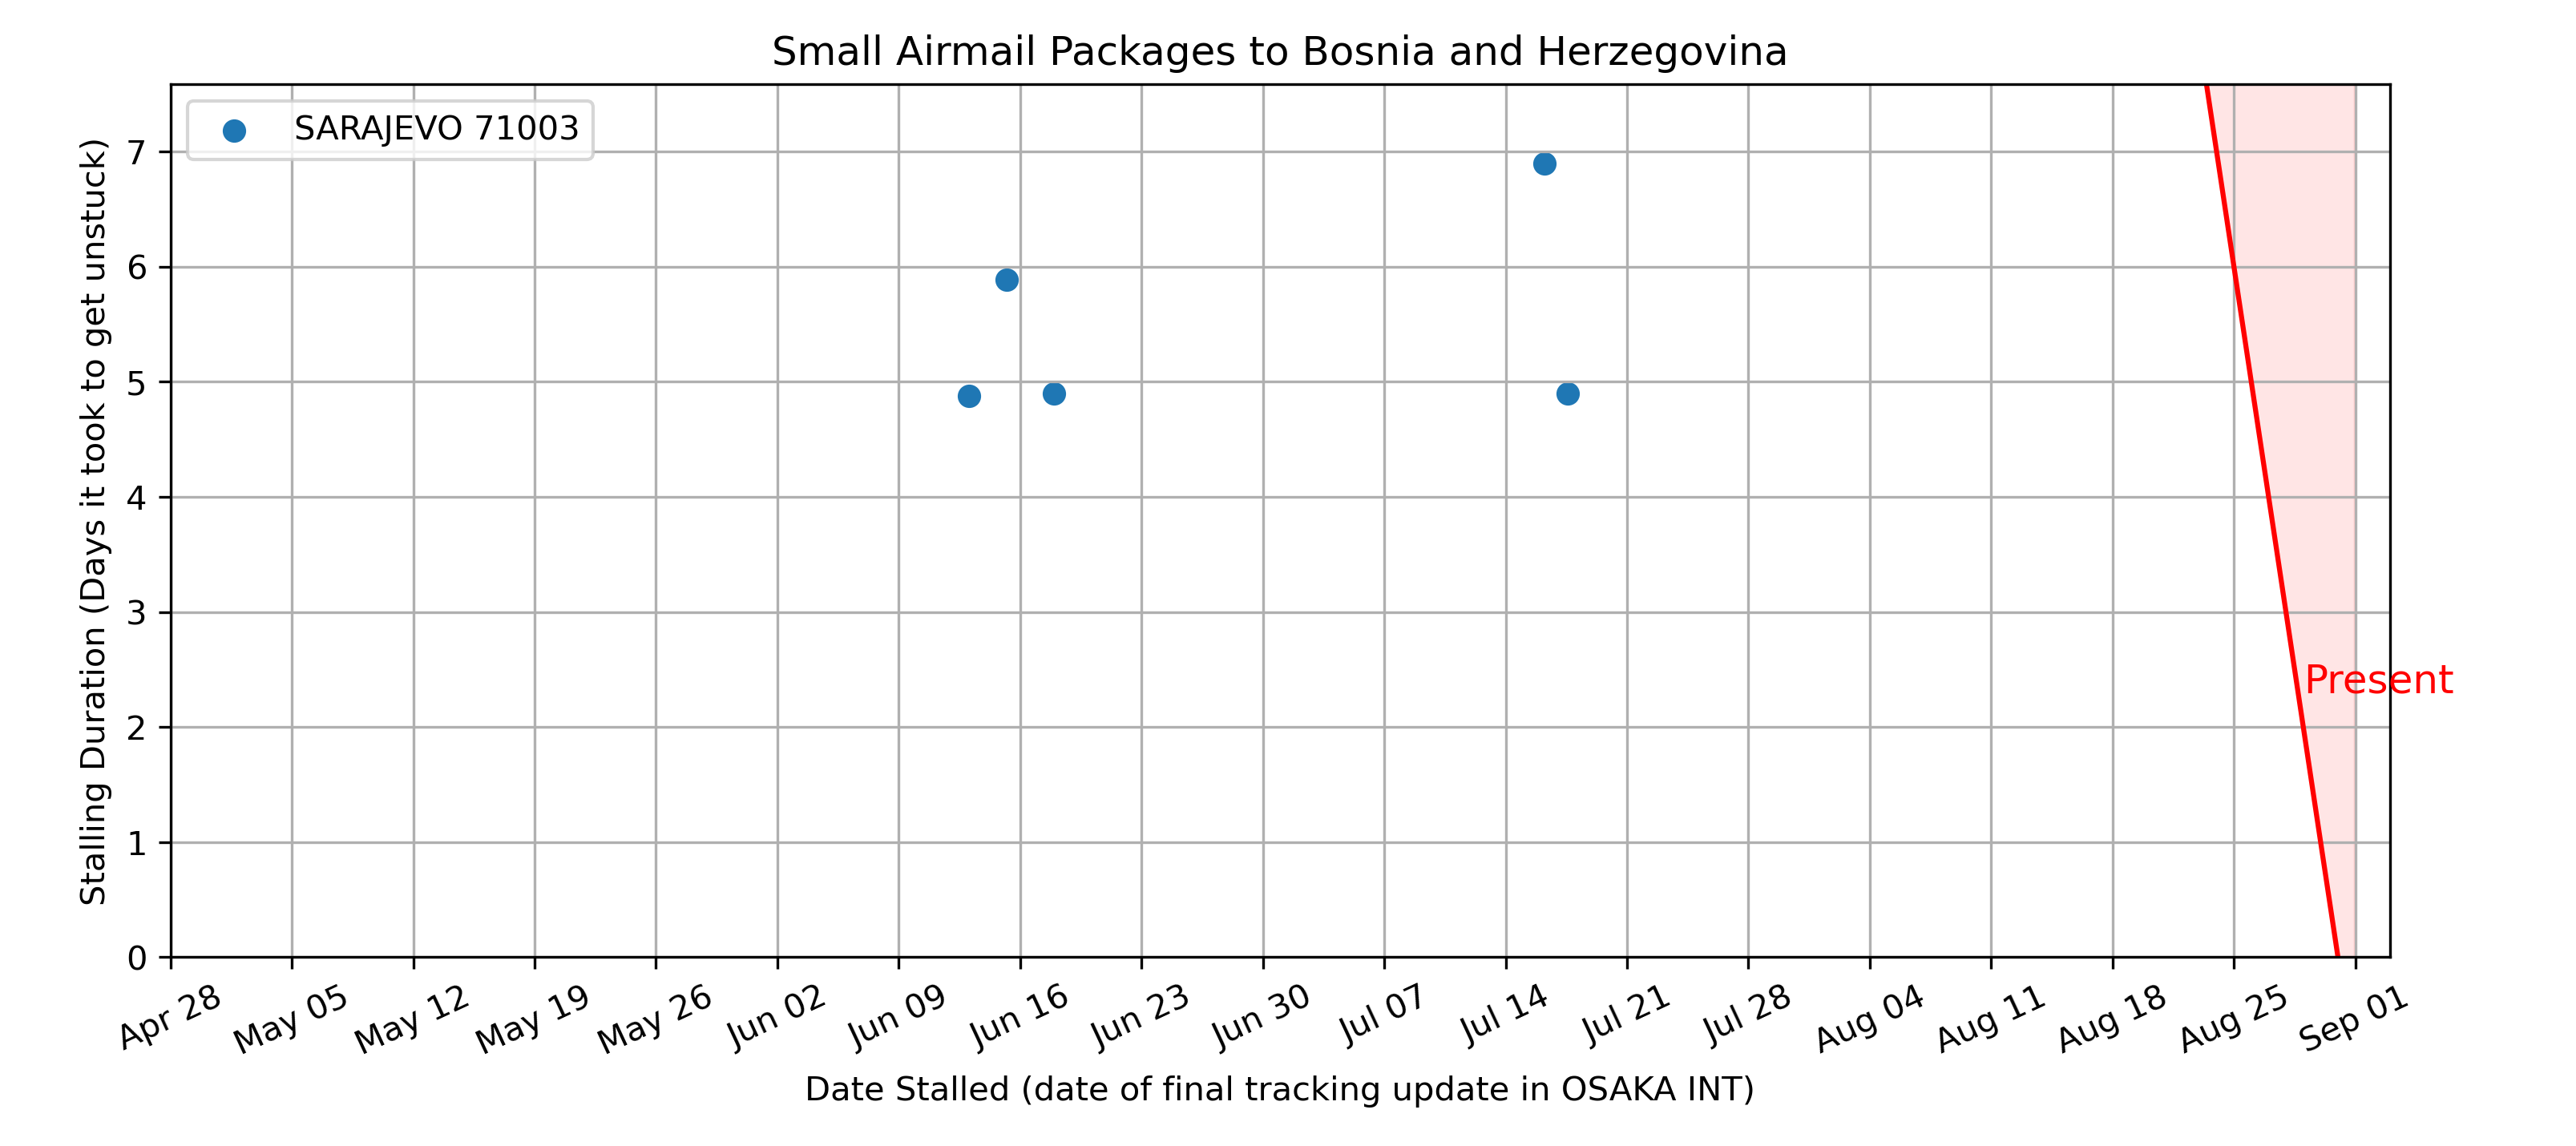 Small Airmail Packages to Bosnia and Herzegovina
SARAJEVO 71003
Stalling Duration (Days it took to get unstuck)
7
6
5
4
3
2
1
0
Present
Apr 28
May 05
May 12
May 19
May 26
Jun 02
Jun 09
Jun 16
Jun 23
Jun 30
Jul 07
Jul 14
Jul 21
Jul 28
Aug 04
Aug 11
Aug 18
Aug 25
Sep 01
Date Stalled (date of final tracking update in OSAKA INT)